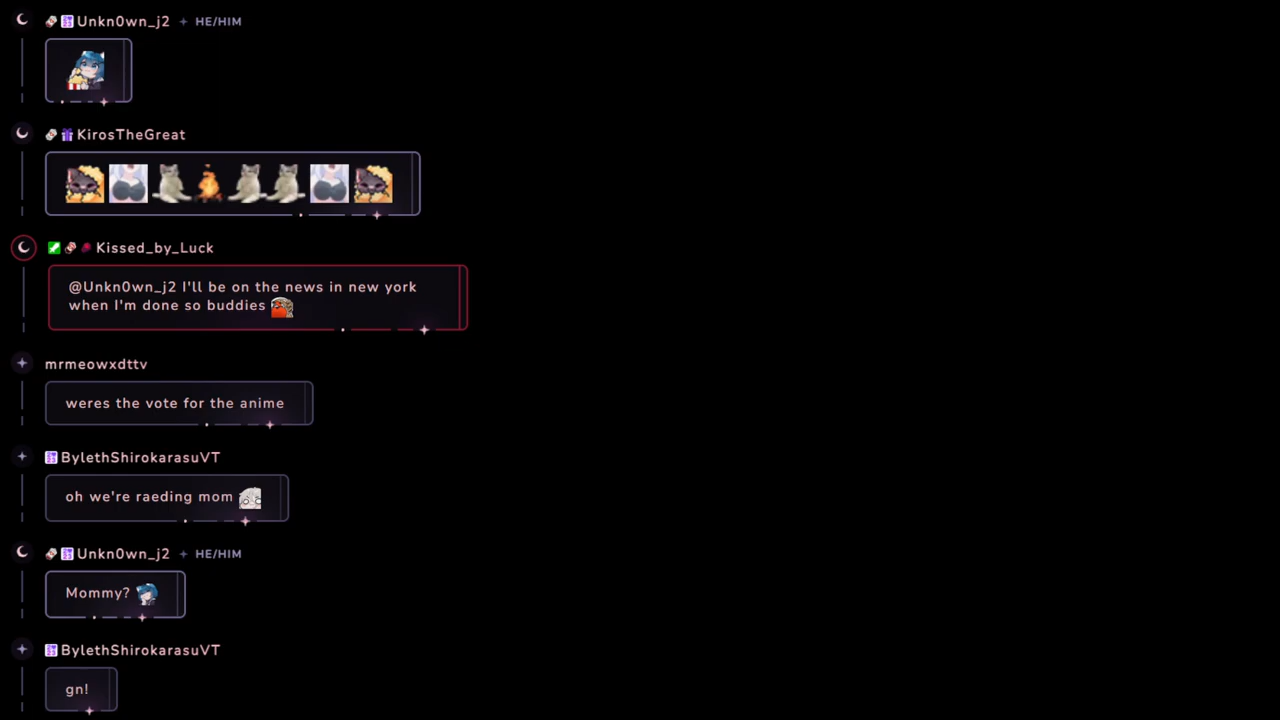 Unkn0wn_j2 HE/HIM
KirosTheGreat
Kissed_by_Luck
@Unkn0wn_j2 I'll be on the news in new york
when I'm done so buddies
mrmeowxdttv
weres the vote for the anime
BylethShirokarasuVT
oh we're raeding mom
Unkn0wn_j2 HE/HIM
Mommy?
BylethShirokarasuVT
gn!